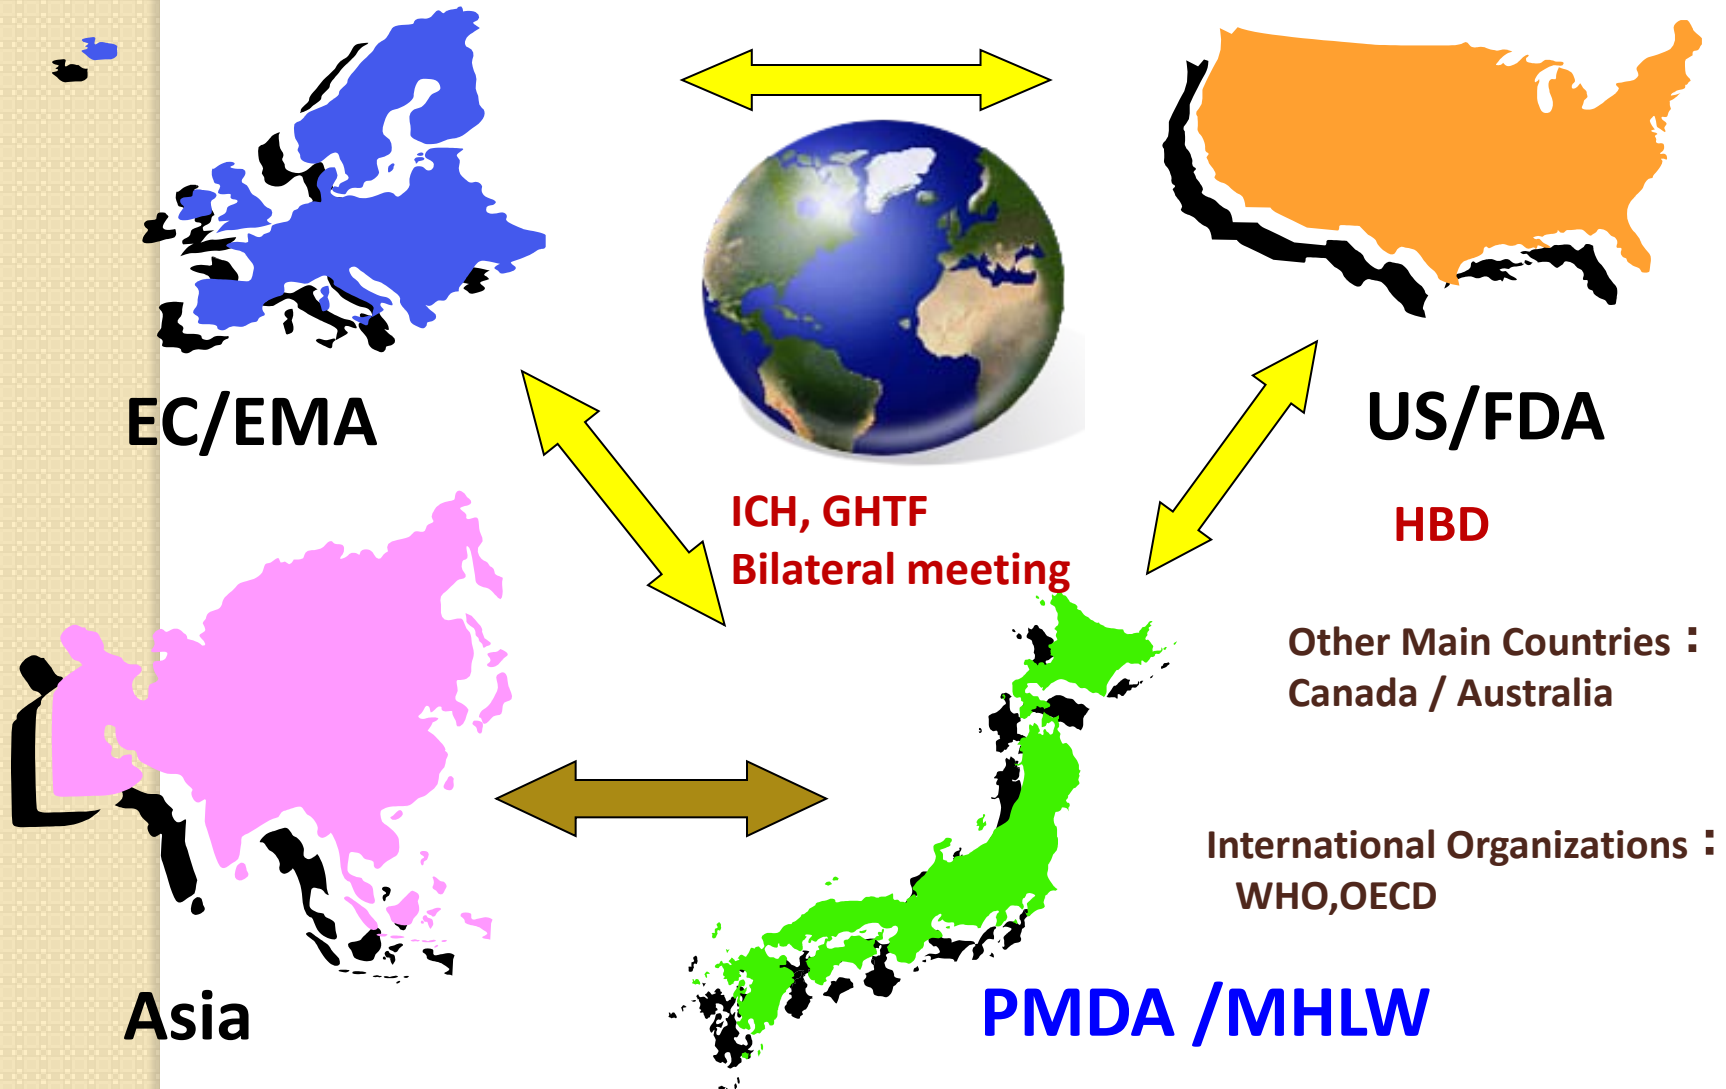 EC/EMA
US/FDA
ICH, GHTF
Bilateral meeting
HBD
Other Main Countries：
Canada / Australia
International Organizations：
WHO,OECD
Asia
PMDA /MHLW